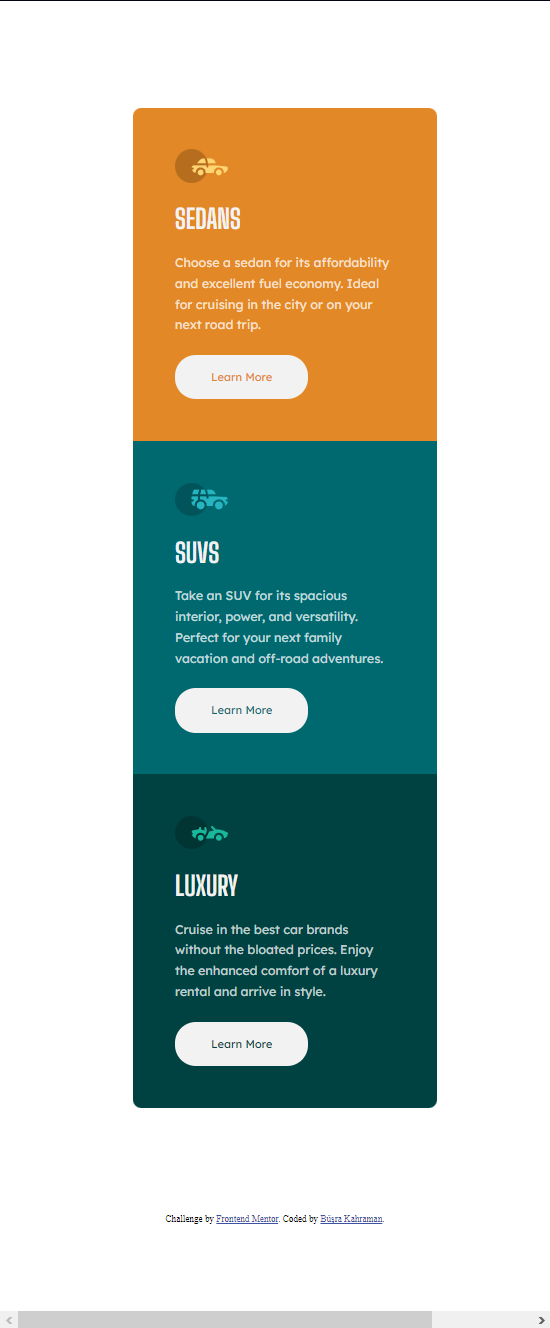 SEDANS
Choose a sedan for its affordability
and excellent fuel economy. Ideal
for cruising in the city or on your
next road trip.
Learn More
SUVS
Take an SUV for its spacious
interior, power, and versatility.
Perfect for your next family
vacation and off-road adventures.
Learn More
LUXURY
Cruise in the best car brands
without the bloated prices. Enjoy
the enhanced comfort of a luxury
rental and arrive in style.
Learn More
Challenge by Frontend Mentor. Coded by Büşra Kahraman.